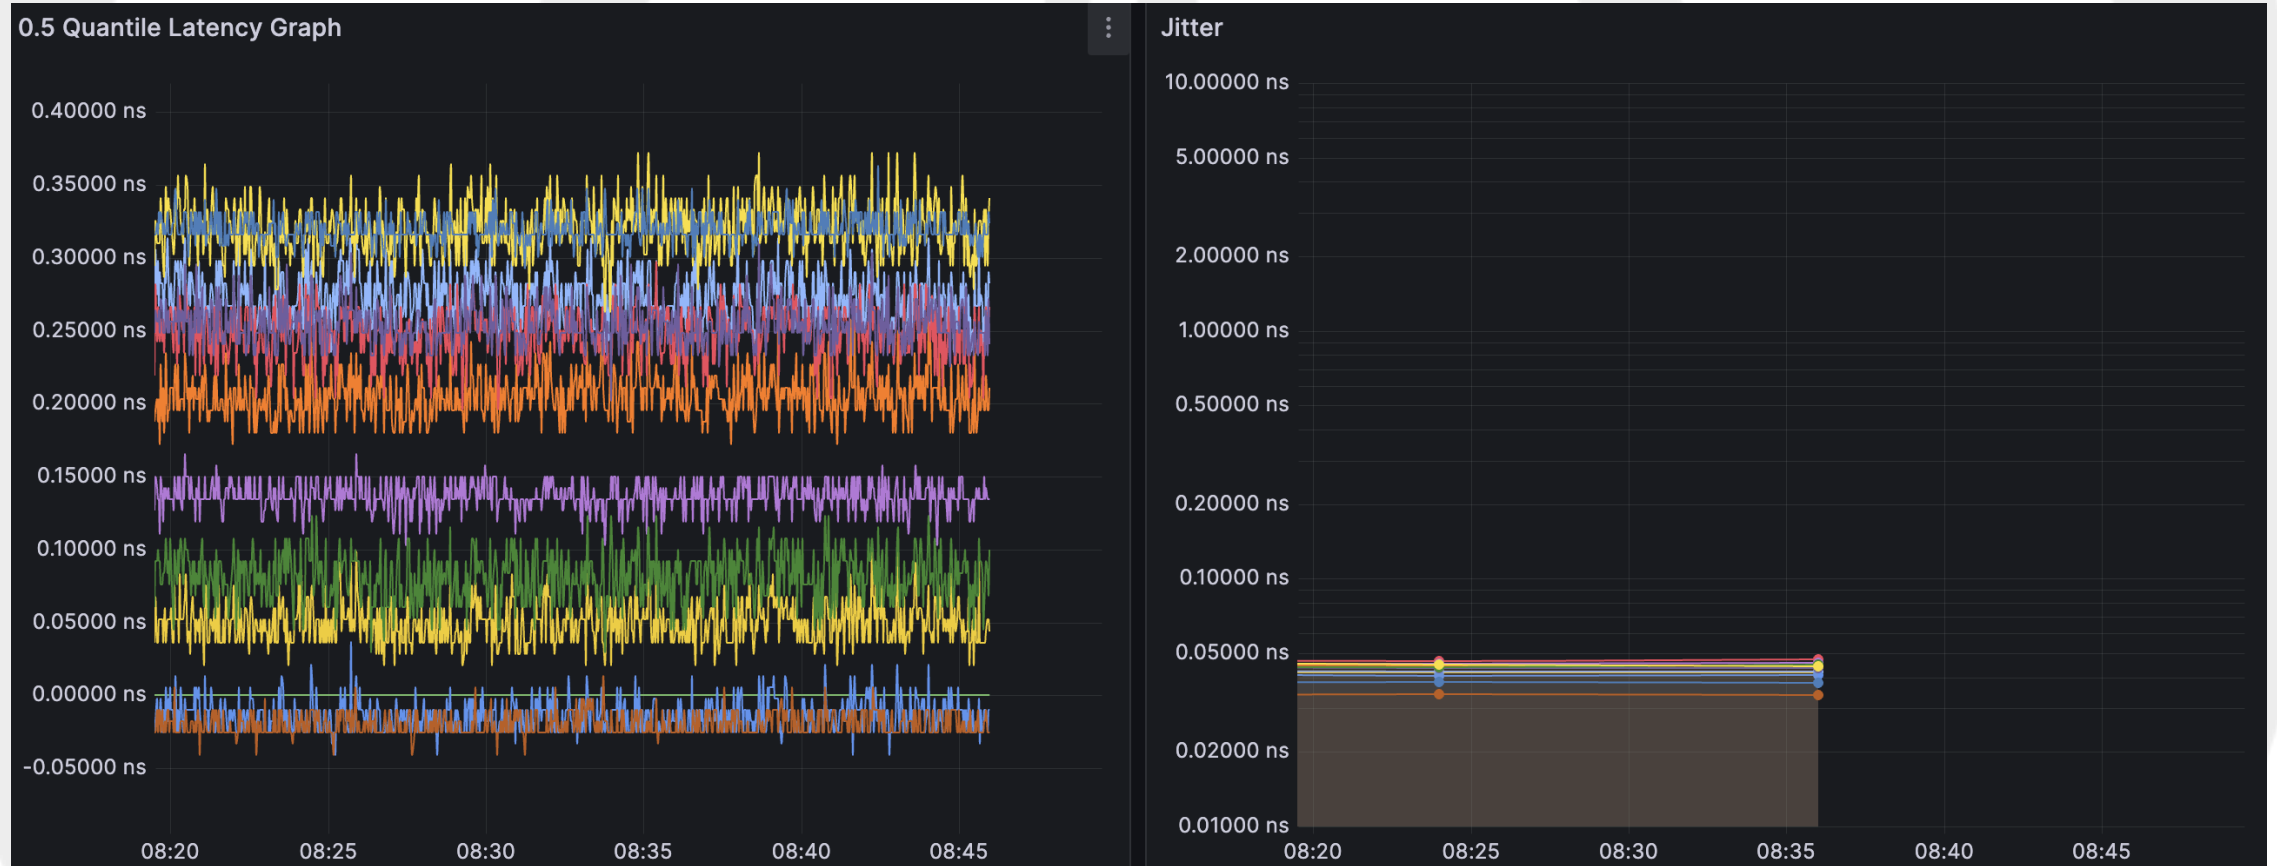 0.5 Quantile Latency Graph
0.40000 ns
0.35000 ns
0.30000 ns
0.25000 ns
0.20000 ns
0.15000 ns
0.10000 ns
0.05000 ns
0.00000 ns
-0.05000 ns
08:20 08:25 08:30 08:35 08:40 08:45
Jitter
10.00000 ns
5.00000 ns
2.00000 ns
1.00000 ns
0.50000 ns
0.20000 ns
0.10000 ns
0.05000 ns
0.02000 ns
0.01000 ns
08:20 08:25 08:30 08:35 08:40 08:45